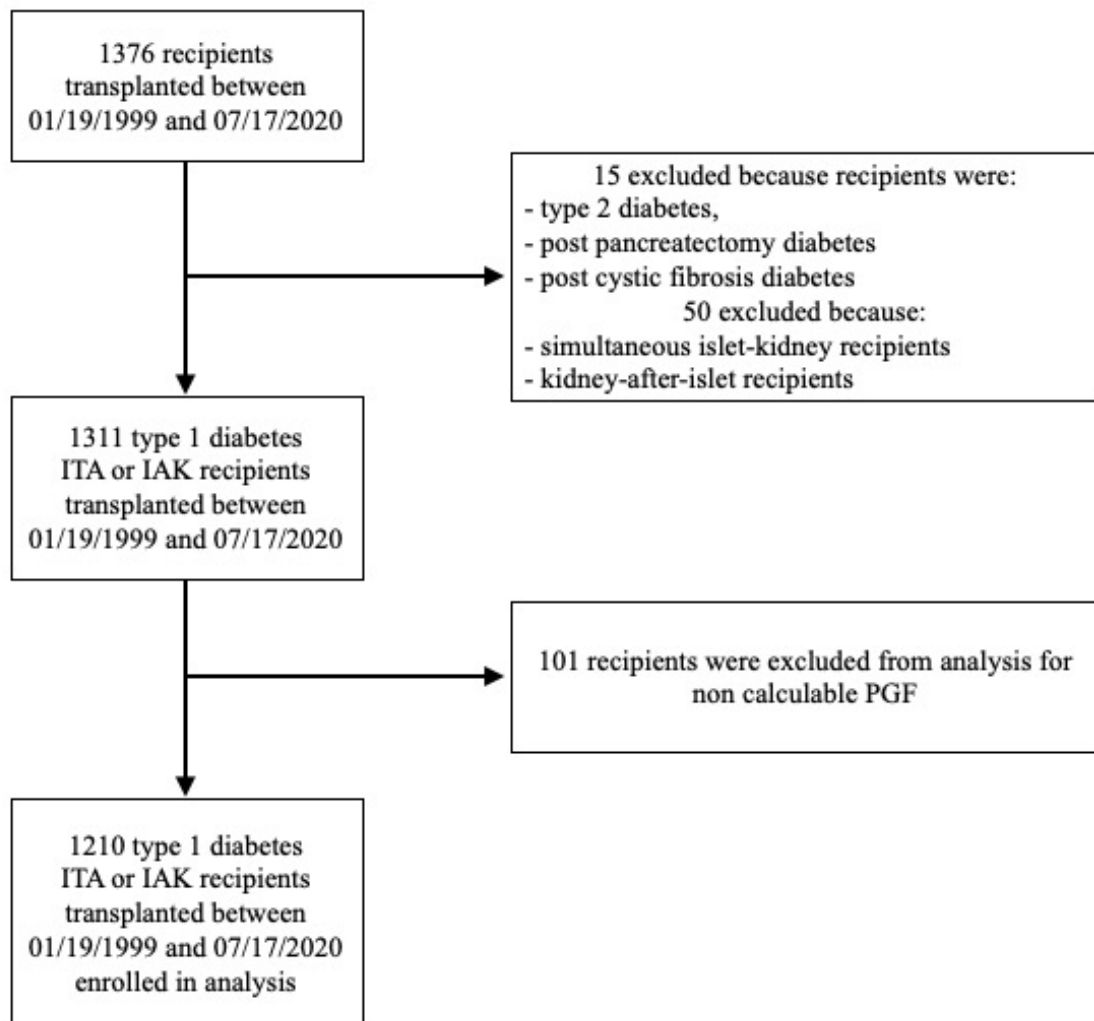 1376 recipients
transplanted between
01/19/1999 and 07/17/2020
15 excluded because recipients were:
- type 2 diabetes,
- post pancreatectomy diabetes
- post cystic fibrosis diabetes
50 excluded because:
- simultaneous islet-kidney recipients
- kidney-after-islet recipients
1311 type 1 diabetes
ITA or IAK recipients
transplanted between
01/19/1999 and 07/17/2020
101 recipients were excluded from analysis for
non calculable PGF
1210 type 1 diabetes
ITA or IAK recipients
transplanted between
01/19/1999 and 07/17/2020
enrolled in analysis